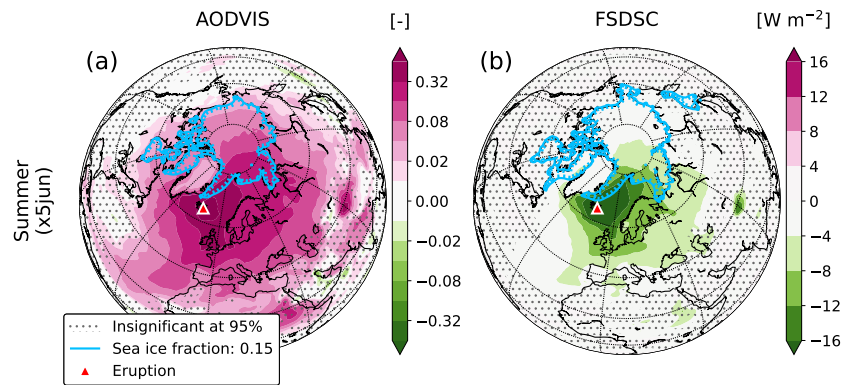 AODVIS
[-]
FSDSC
[W m⁻²]
(a)
(b)
Summer
(x5jun)
0.32
0.08
0.02
0.00
−0.02
−0.08
−0.32
16
12
8
4
0
−4
−8
−12
−16
Insignificant at 95%
Sea ice fraction: 0.15
Eruption